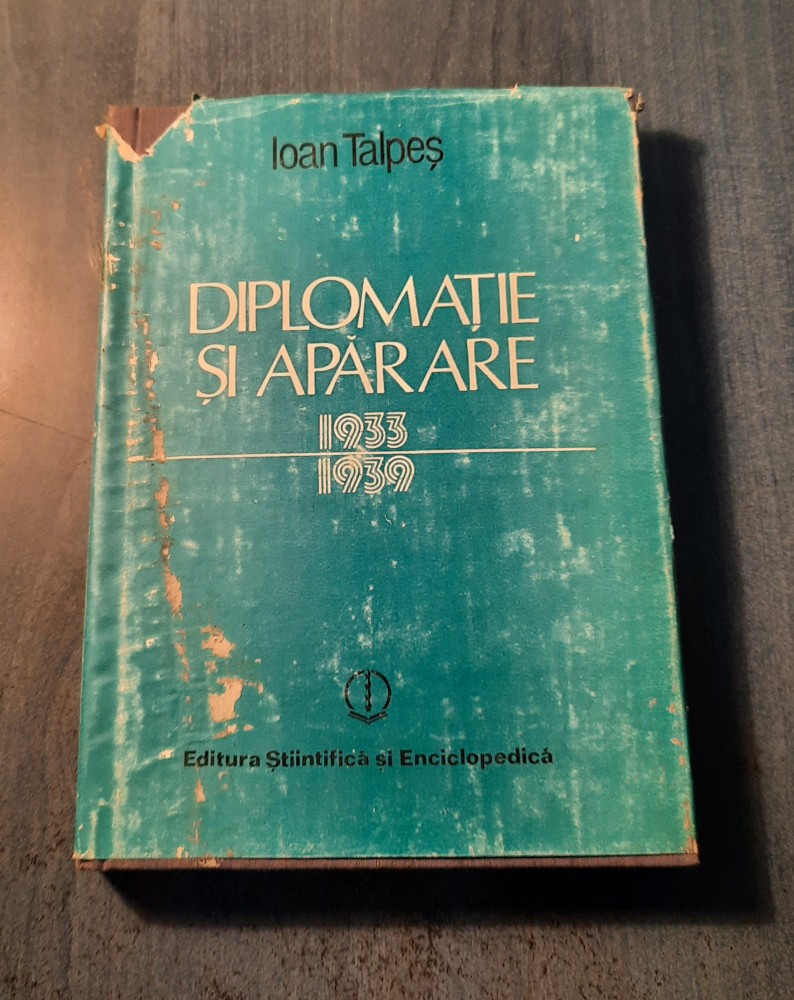 Ioan Talpeș
DIPLOMAȚIE
ȘI APĂRARE
1933
1939
Editura Științifică și Enciclopedică